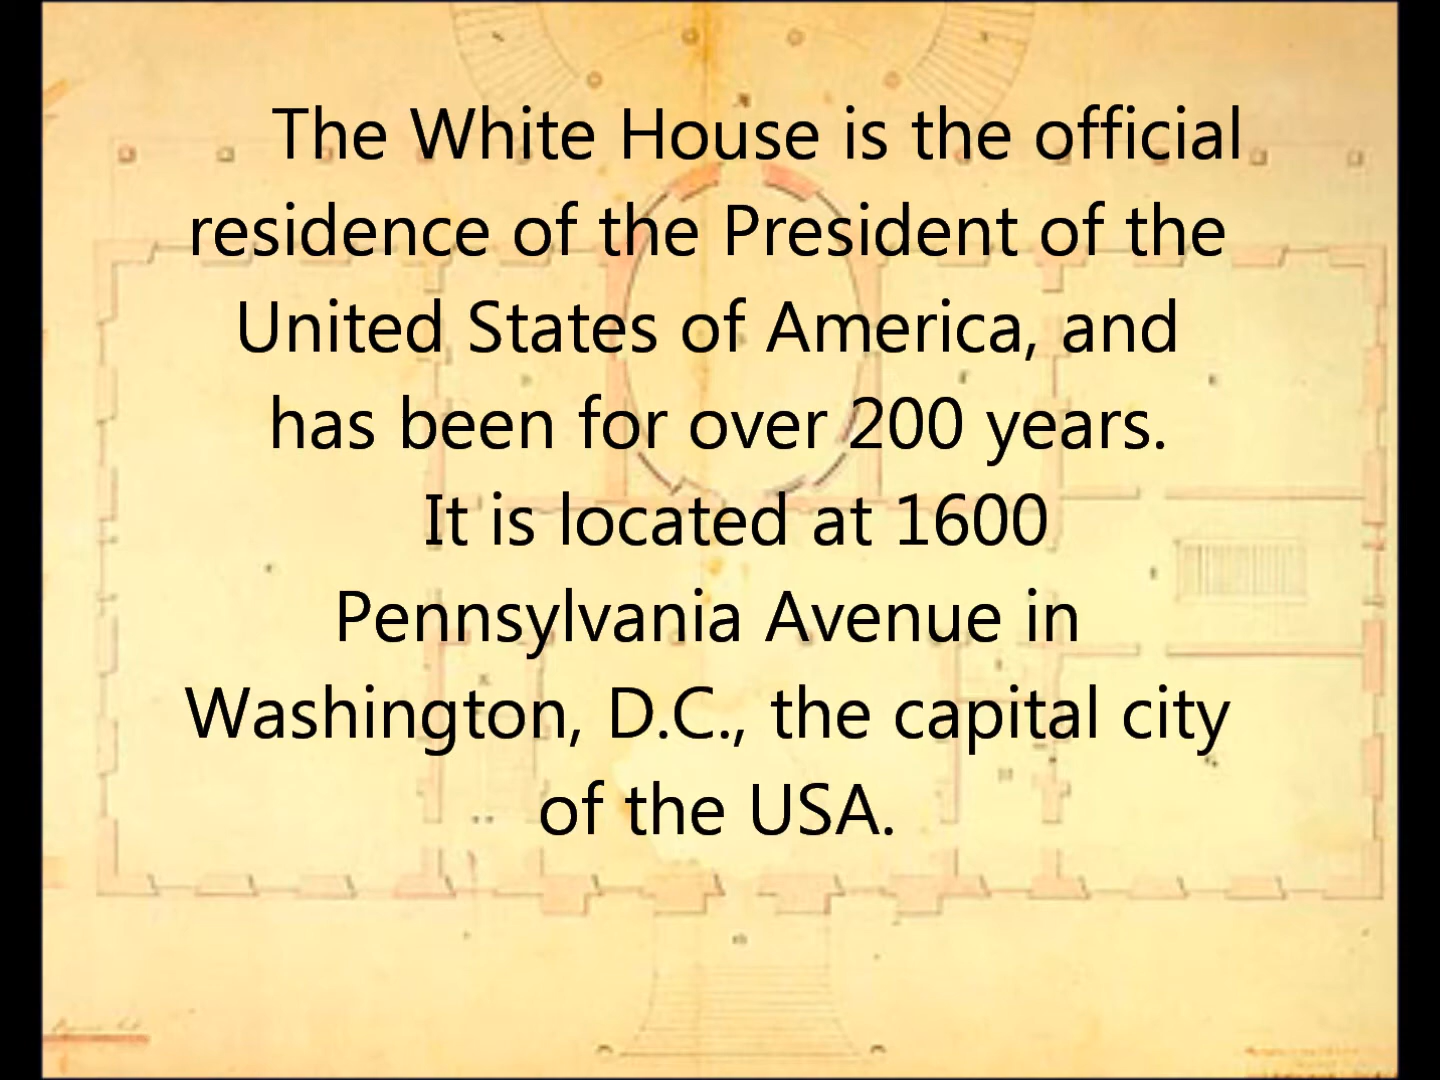 The White House is the official
residence of the President of the
United States of America, and
has been for over 200 years.
It is located at 1600
Pennsylvania Avenue in
Washington, D.C., the capital city
of the USA.